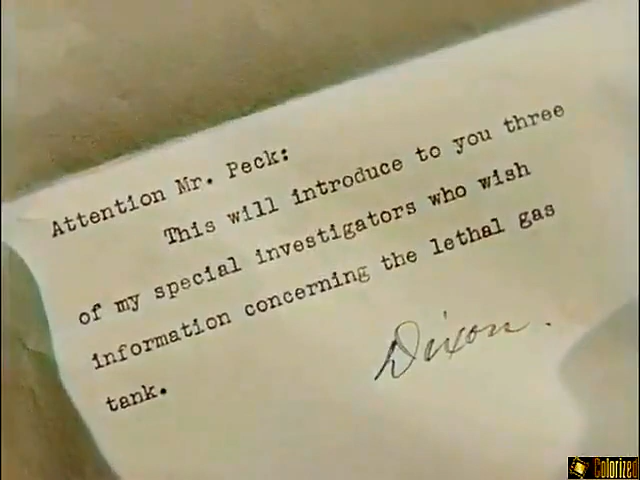 Attention Mr. Peck:
This will introduce to you three
of my special investigators who wish
information concerning the lethal gas
tank.
Dixon.
Colorized